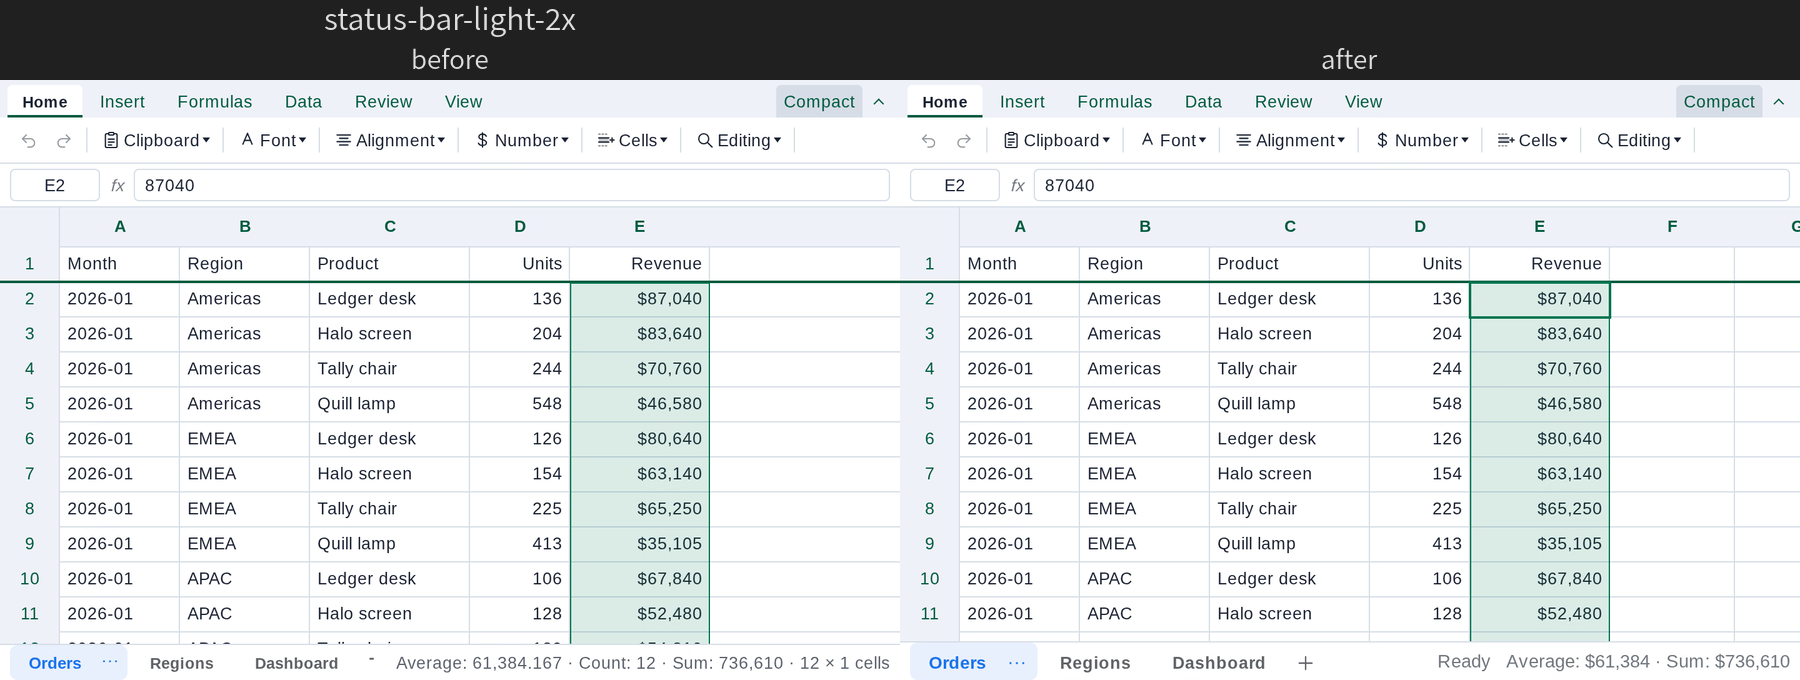 status-bar-light-2x
before
after
Home Insert Formulas Data Review View Compact
Clipboard Font Alignment Number Cells Editing
E2 fx 87040
A B C D E
1 Month Region Product Units Revenue
2 2026-01 Americas Ledger desk 136 $87,040
3 2026-01 Americas Halo screen 204 $83,640
4 2026-01 Americas Tally chair 244 $70,760
5 2026-01 Americas Quill lamp 548 $46,580
6 2026-01 EMEA Ledger desk 126 $80,640
7 2026-01 EMEA Halo screen 154 $63,140
8 2026-01 EMEA Tally chair 225 $65,250
9 2026-01 EMEA Quill lamp 413 $35,105
10 2026-01 APAC Ledger desk 106 $67,840
11 2026-01 APAC Halo screen 128 $52,480
Orders ··· Regions Dashboard Average: 61,384.167 · Count: 12 · Sum: 736,610 · 12 × 1 cells
Home Insert Formulas Data Review View Compact
Clipboard Font Alignment Number Cells Editing
E2 fx 87040
A B C D E F G
1 Month Region Product Units Revenue
2 2026-01 Americas Ledger desk 136 $87,040
3 2026-01 Americas Halo screen 204 $83,640
4 2026-01 Americas Tally chair 244 $70,760
5 2026-01 Americas Quill lamp 548 $46,580
6 2026-01 EMEA Ledger desk 126 $80,640
7 2026-01 EMEA Halo screen 154 $63,140
8 2026-01 EMEA Tally chair 225 $65,250
9 2026-01 EMEA Quill lamp 413 $35,105
10 2026-01 APAC Ledger desk 106 $67,840
11 2026-01 APAC Halo screen 128 $52,480
Orders ··· Regions Dashboard + Ready Average: $61,384 · Sum: $736,610